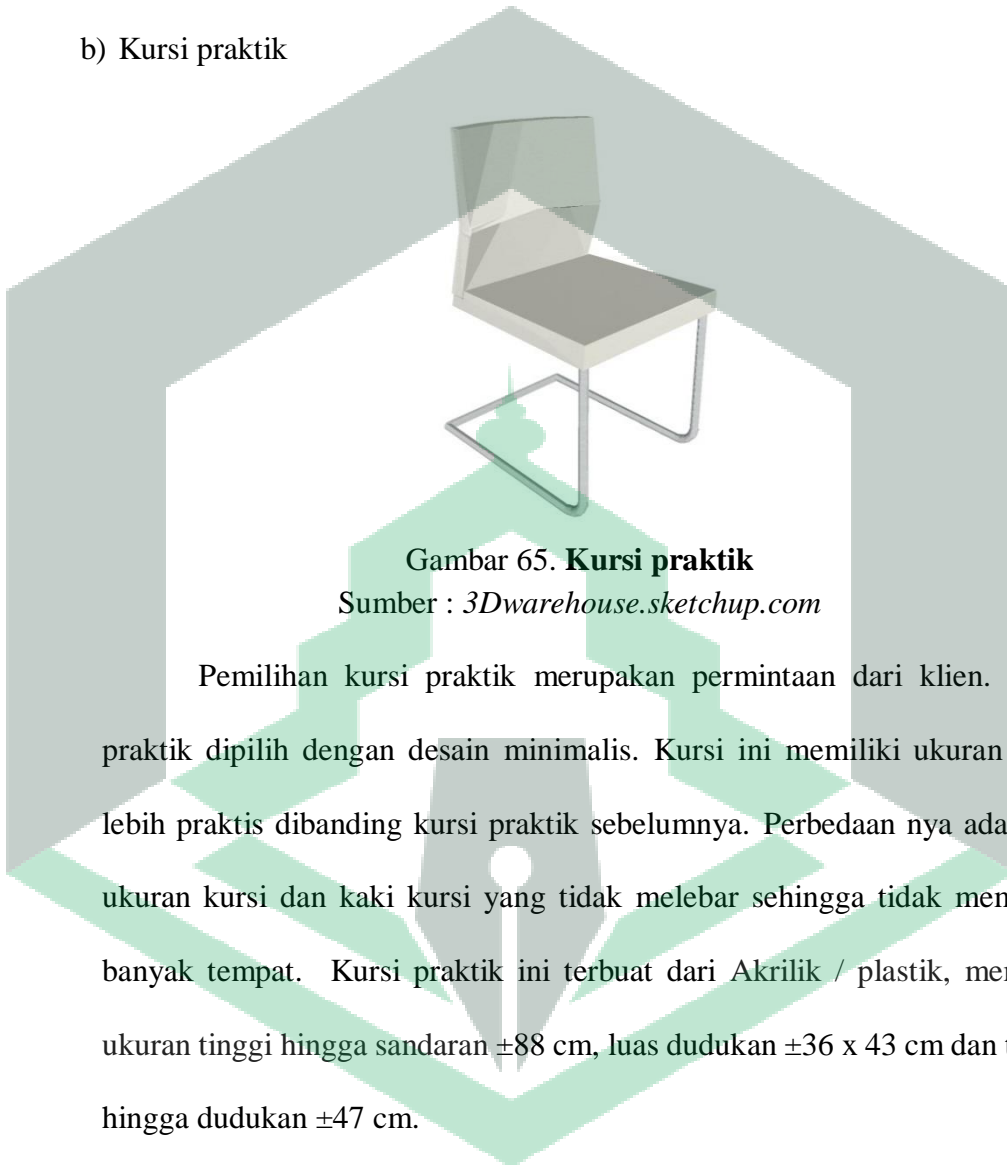 b) Kursi praktik
Gambar 65. Kursi praktik
Sumber : 3Dwarehouse.sketchup.com
Pemilihan kursi praktik merupakan permintaan dari klien.
praktik dipilih dengan desain minimalis. Kursi ini memiliki ukuran
lebih praktis dibanding kursi praktik sebelumnya. Perbedaan nya
ukuran kursi dan kaki kursi yang tidak melebar sehingga tidak
banyak tempat. Kursi praktik ini terbuat dari Akrilik / plastik,
ukuran tinggi hingga sandaran ±88 cm, luas dudukan ±36 x 43 cm dan
hingga dudukan ±47 cm.